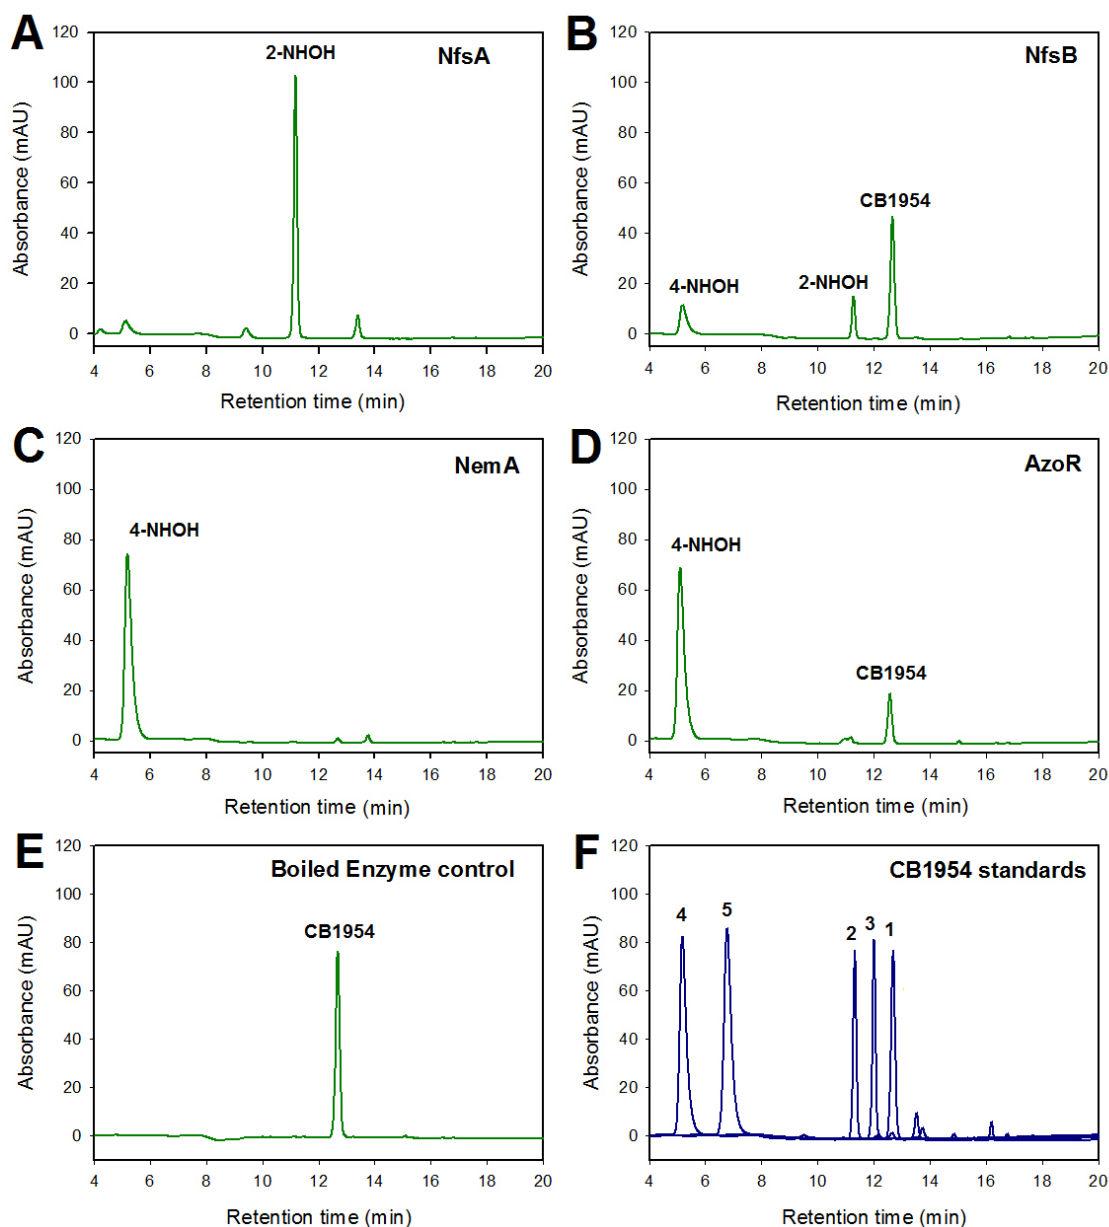 A
NfsA
2-NHOH
120
100
80
60
40
20
0
Absorbance (mAU)
4 6 8 10 12 14 16 18 20
Retention time (min)
B
NfsB
CB1954
4-NHOH
2-NHOH
120
100
80
60
40
20
0
Absorbance (mAU)
4 6 8 10 12 14 16 18 20
Retention time (min)
C
NemA
4-NHOH
120
100
80
60
40
20
0
Absorbance (mAU)
4 6 8 10 12 14 16 18 20
Retention time (min)
D
AzoR
4-NHOH
CB1954
120
100
80
60
40
20
0
Absorbance (mAU)
4 6 8 10 12 14 16 18 20
Retention time (min)
E
Boiled Enzyme control
CB1954
120
100
80
60
40
20
0
Absorbance (mAU)
4 6 8 10 12 14 16 18 20
Retention time (min)
F
CB1954 standards
4 5 2 3 1
120
100
80
60
40
20
0
Absorbance (mAU)
4 6 8 10 12 14 16 18 20
Retention time (min)